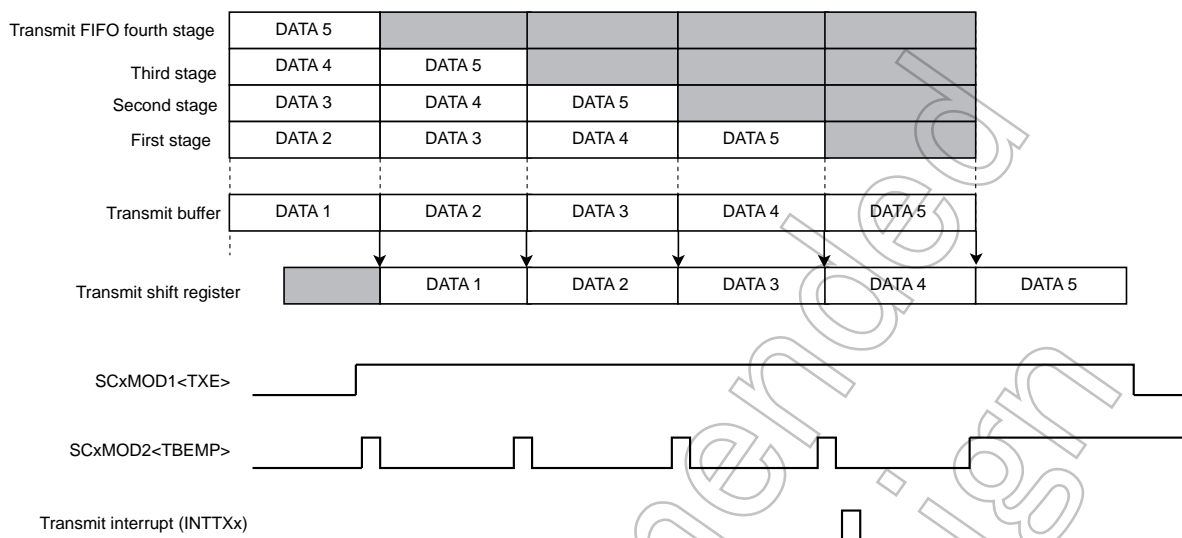 Transmit FIFO fourth stage DATA 5
Third stage DATA 4 DATA 5
Second stage DATA 3 DATA 4 DATA 5
First stage DATA 2 DATA 3 DATA 4 DATA 5
Transmit buffer DATA 1 DATA 2 DATA 3 DATA 4 DATA 5
Transmit shift register DATA 1 DATA 2 DATA 3 DATA 4 DATA 5
SCxMOD1<TXE>
SCxMOD2<TBEMP>
Transmit interrupt (INTTXx)
mended
ign